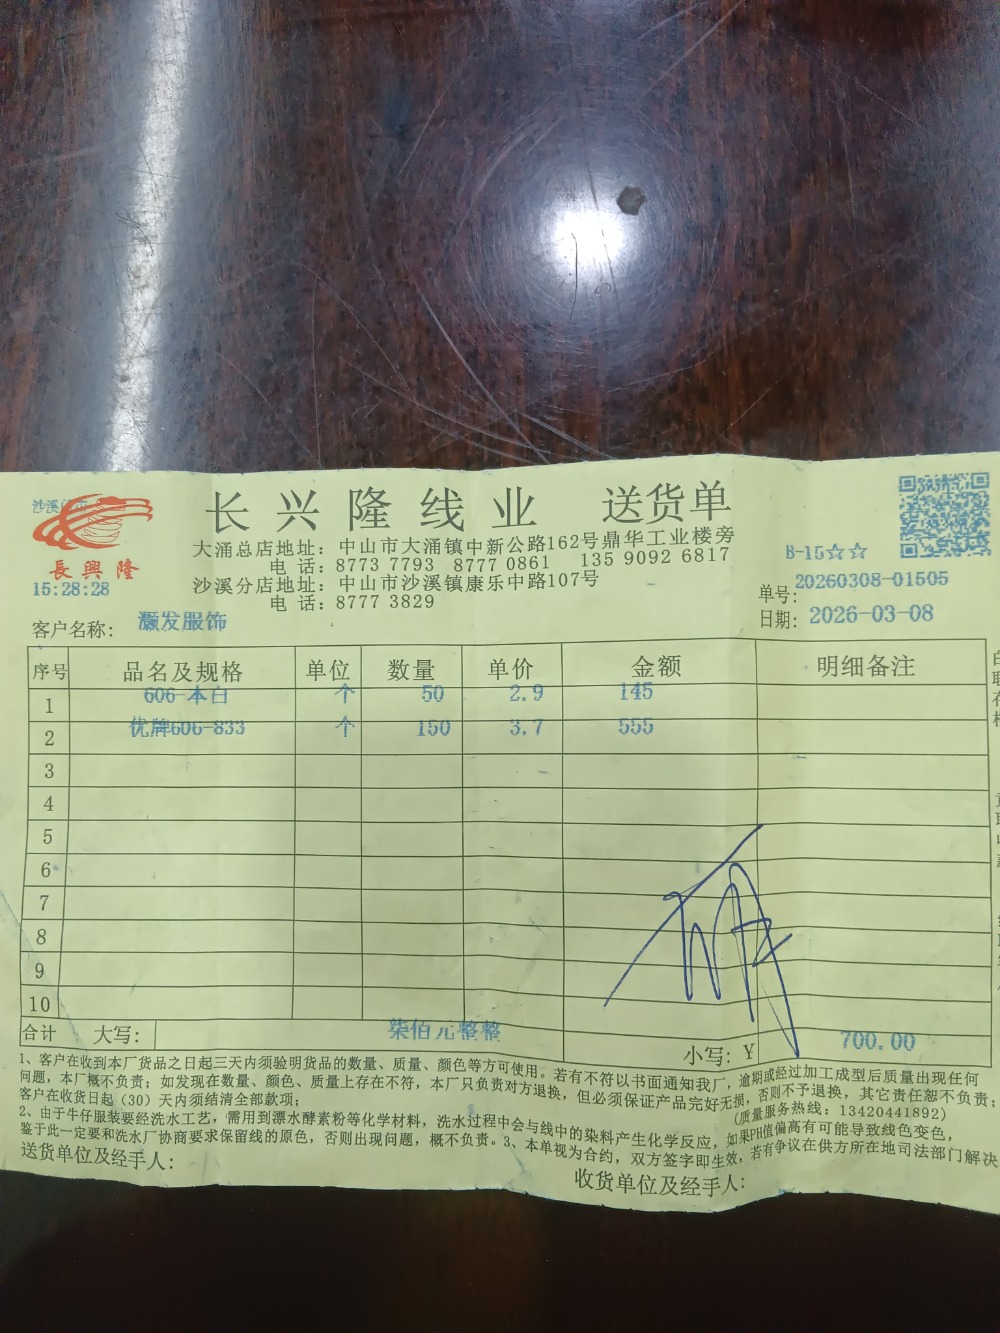 沙溪
長興隆
15:28:28
长兴隆线业 送货单
大涌总店地址：中山市大涌镇中新公路162号鼎华工业楼旁
电 话：8773 7793 8777 0861 135 9092 6817
沙溪分店地址：中山市沙溪镇康乐中路107号
电 话：8777 3829
B-15☆☆
单号：20260308-01505
日期：2026-03-08
客户名称：灏发服饰
序号 品名及规格 单位 数量 单价 金额 明细备注
1 606-本白 个 50 2.9 145
2 优牌606-833 个 150 3.7 555
3
4
5
6
7
8
9
10
合计 大写：柒佰元整整 小写：￥ 700.00
1、客户在收到本厂货品之日起三天内须验明货品的数量、质量、颜色等方可使用。若有不符以书面通知我厂，逾期或经过加工成型后质量出现任何
问题，本厂概不负责；如发现在数量、颜色、质量上存在不符，本厂只负责对方退换，但必须保证产品完好无损，否则不予退换，其它责任恕不负责；
客户在收货日起（30）天内须结清全部款项；
(质量服务热线：13420441892)
2、由于牛仔服装要经洗水工艺，需用到漂水酵素粉等化学材料，洗水过程中会与线中的染料产生化学反应，如果PH值偏高有可能导致线色变色，
鉴于此一定要和洗水厂协商要求保留线的原色，否则出现问题，概不负责。3、本单视为合约，双方签字即生效，若有争议在供方所在地司法部门解决
送货单位及经手人：
收货单位及经手人：